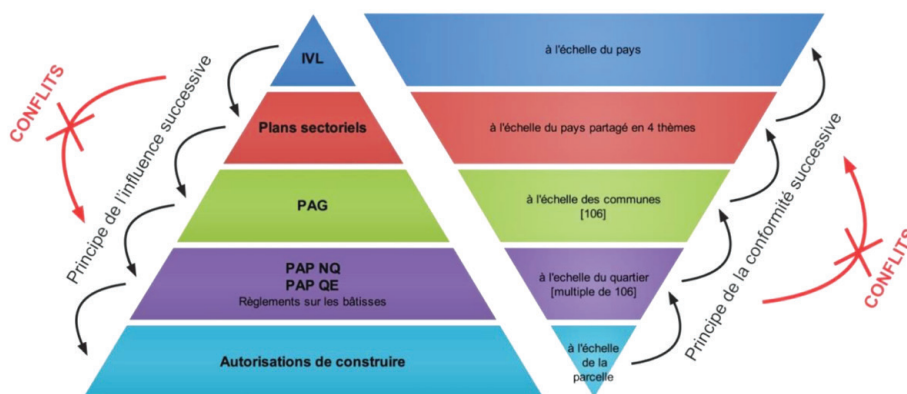 CONFLITS
Principe de l'influence successive
IVL
Plans sectoriels
PAG
PAP NQ
PAP QE
Règlements sur les bâtisses
Autorisations de construire
à l'échelle du pays
à l'échelle du pays partagé en 4 thèmes
à l'échelle des communes
[106]
à l'echelle du quartier
[multiple de 106]
à l'échelle
de la
parcelle
Principe de la conformité successive
CONFLITS